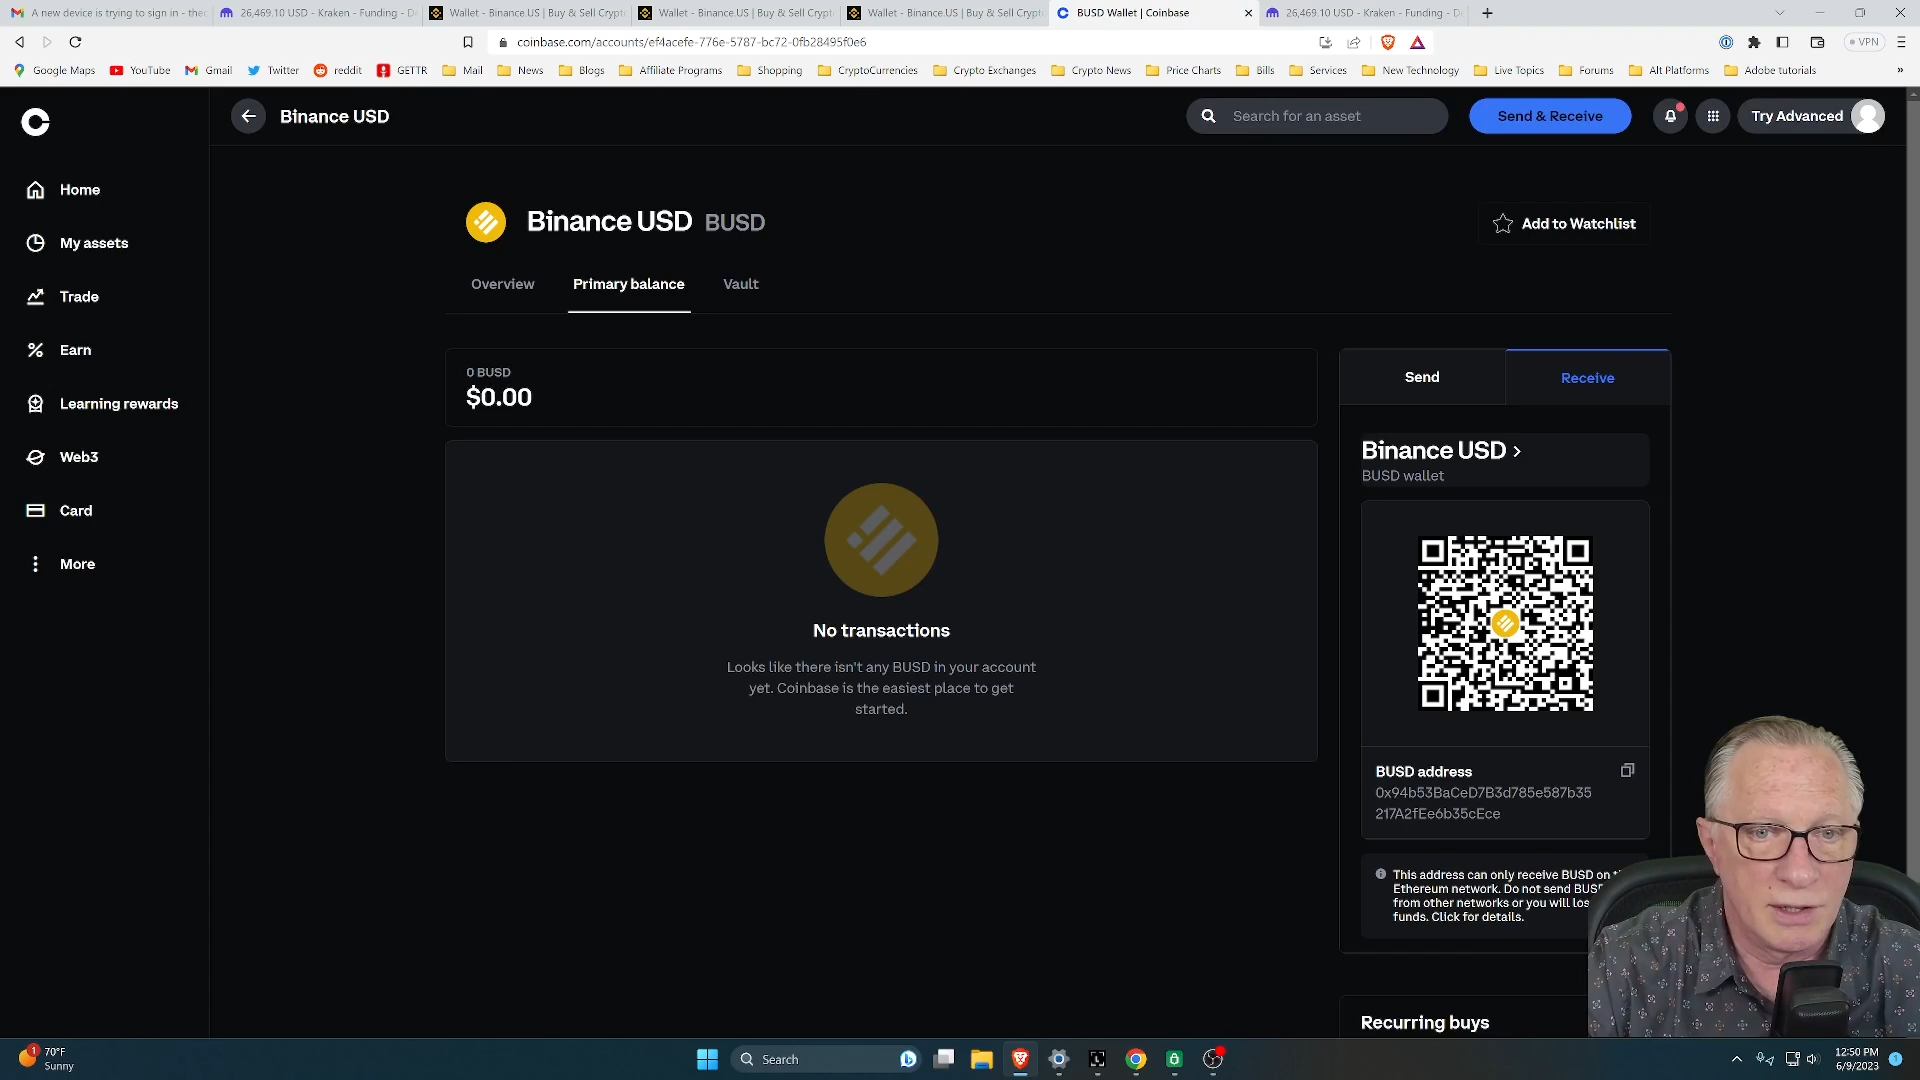 A new device is trying to sign in - thec
26,469.10 USD - Kraken - Funding - De
Wallet - Binance.US | Buy & Sell Crypto
Wallet - Binance.US | Buy & Sell Crypto
Wallet - Binance.US | Buy & Sell Crypto
BUSD Wallet | Coinbase
26,469.10 USD - Kraken - Funding - De
coinbase.com/accounts/ef4acefe-776e-5787-bc72-0fb28495f0e6
VPN
Google Maps
YouTube
Gmail
Twitter
reddit
GETTR
Mail
News
Blogs
Affiliate Programs
Shopping
CryptoCurrencies
Crypto Exchanges
Crypto News
Price Charts
Bills
Services
New Technology
Live Topics
Forums
Alt Platforms
Adobe tutorials
Binance USD
Search for an asset
Send & Receive
Try Advanced
Home
My assets
Trade
Earn
Learning rewards
Web3
Card
More
Binance USD BUSD
Add to Watchlist
Overview
Primary balance
Vault
0 BUSD
$0.00
No transactions
Looks like there isn't any BUSD in your account
yet. Coinbase is the easiest place to get
started.
Send
Receive
Binance USD
BUSD wallet
BUSD address
0x94b53BaCeD7B3d785e587b35
217A2fEe6b35cEce
This address can only receive BUSD on
Ethereum network. Do not send BUSD
from other networks or you will los
funds. Click for details.
Recurring buys
1
70°F
Sunny
Search
12:50 PM
6/9/2023
1